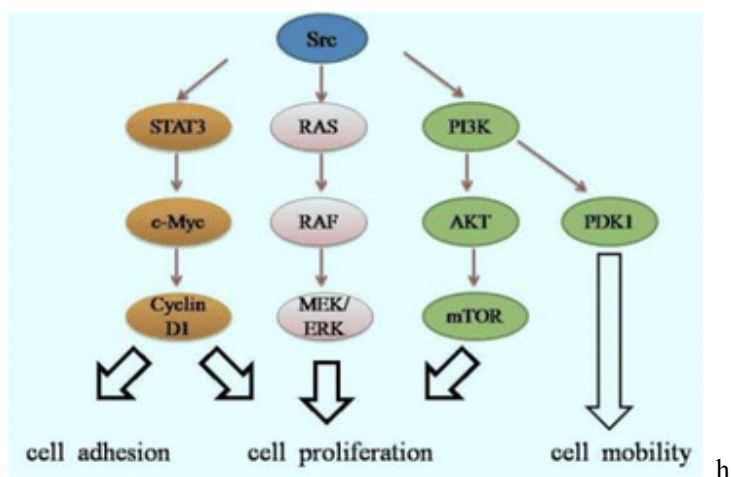 Src
STAT3 RAS PI3K
c-Myc RAF AKT PDK1
Cyclin
D1
MEK/
ERK
mTOR
cell adhesion cell proliferation cell mobility
h